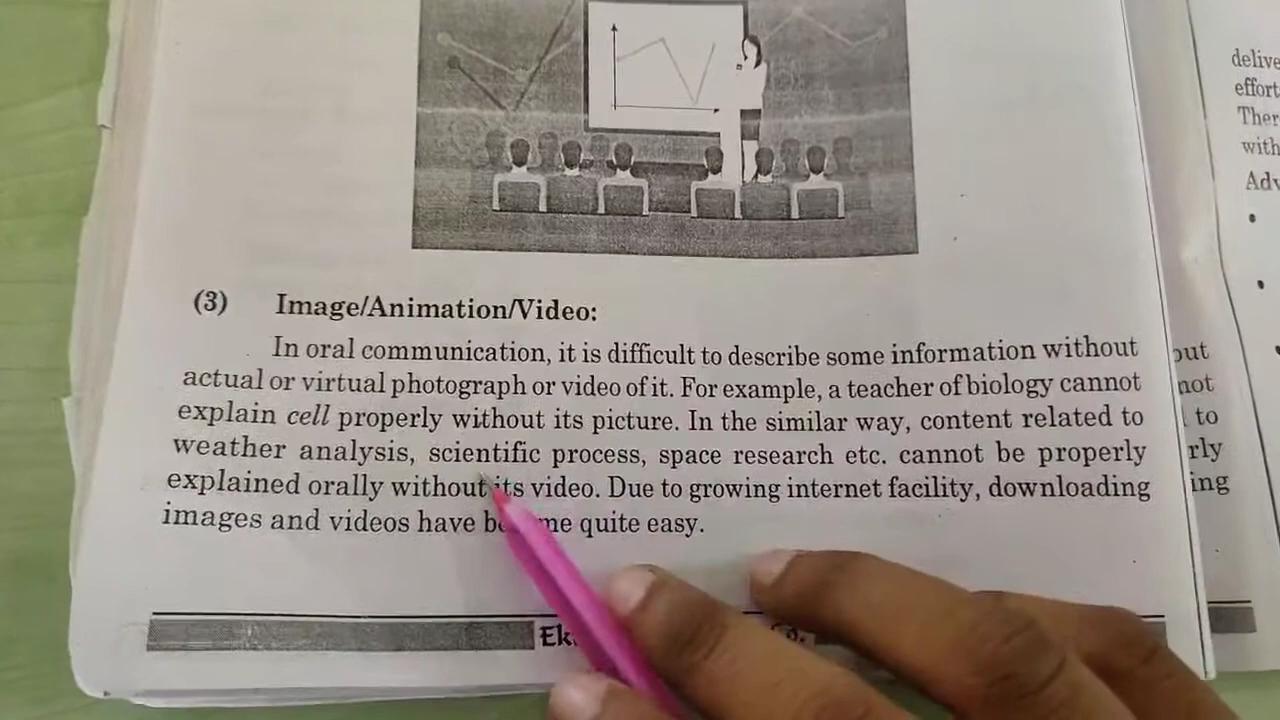 (3) Image/Animation/Video:
In oral communication, it is difficult to describe some information without
actual or virtual photograph or video of it. For example, a teacher of biology cannot
explain cell properly without its picture. In the similar way, content related to
weather analysis, scientific process, space research etc. cannot be properly
explained orally without its video. Due to growing internet facility, downloading
images and videos have quite easy.